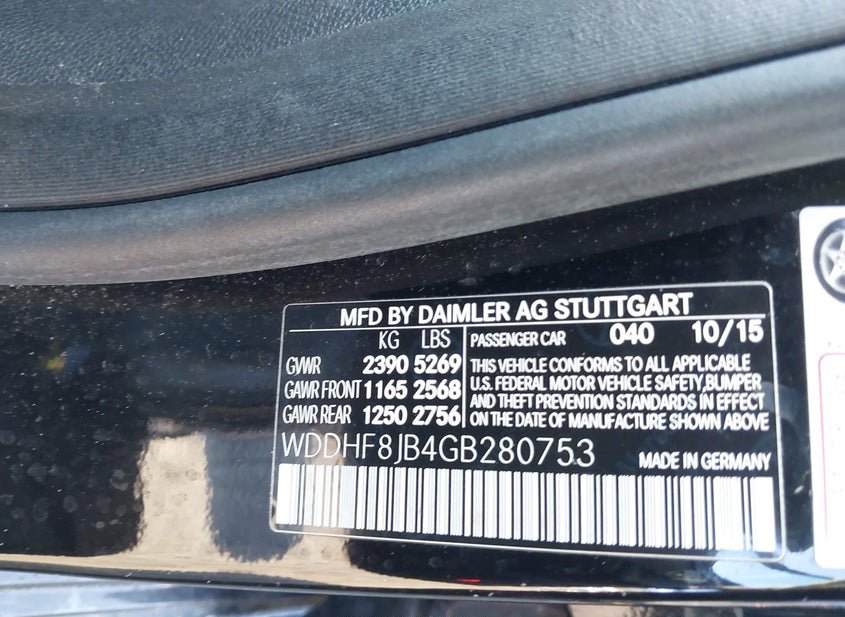 MFD BY DAIMLER AG STUTTGART
KG LBS
GVWR 2390 5269
GAWR FRONT 1165 2568
GAWR REAR 1250 2756
PASSENGER CAR 040 10/15
THIS VEHICLE CONFORMS TO ALL APPLICABLE
U.S. FEDERAL MOTOR VEHICLE SAFETY,BUMPER
AND THEFT PREVENTION STANDARDS IN EFFECT
ON THE DATE OF MANUFACTURE SHOWN ABOVE
WDDHF8JB4GB280753
MADE IN GERMANY